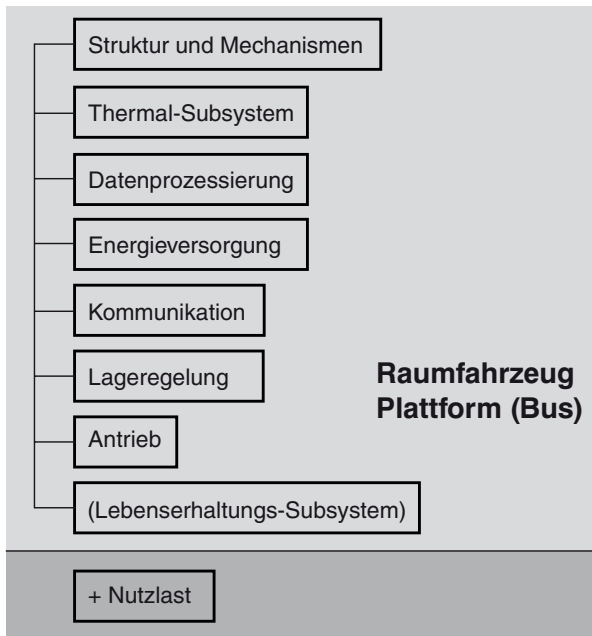 Struktur und Mechanismen
Thermal-Subsystem
Datenprozessierung
Energieversorgung
Kommunikation
Lageregelung
Antrieb
(Lebenserhaltungs-Subsystem)
Raumfahrzeug
Plattform (Bus)
+ Nutzlast